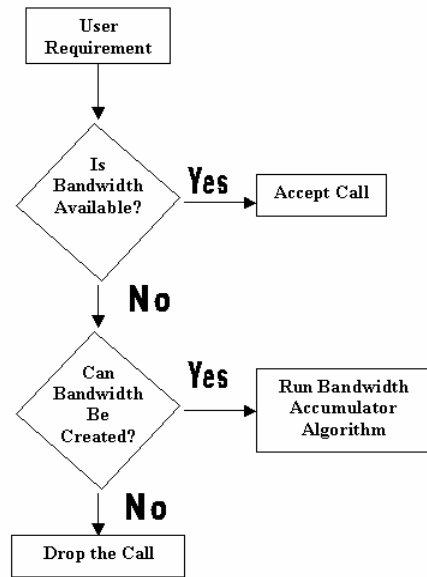 User
Requirement
Is
Bandwidth
Available?
Yes
Accept Call
No
Can
Bandwidth
Be
Created?
Yes
Run Bandwidth
Accumulator
Algorithm
No
Drop the Call